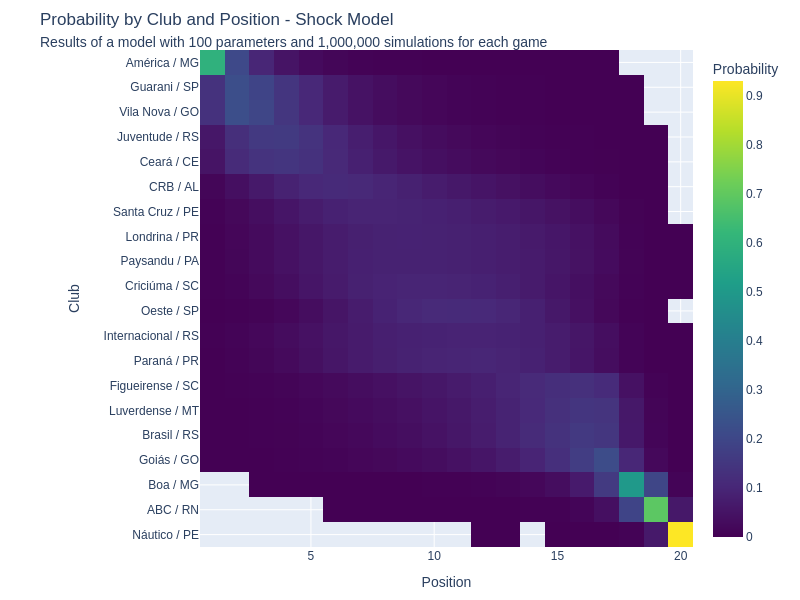 Probability by Club and Position - Shock Model
Results of a model with 100 parameters and 1,000,000 simulations for each game
Probability
0.9
0.8
0.7
0.6
0.5
0.4
0.3
0.2
0.1
0
Club
América / MG
Guarani / SP
Vila Nova / GO
Juventude / RS
Ceará / CE
CRB / AL
Santa Cruz / PE
Londrina / PR
Paysandu / PA
Criciúma / SC
Oeste / SP
Internacional / RS
Paraná / PR
Figueirense / SC
Luverdense / MT
Brasil / RS
Goiás / GO
Boa / MG
ABC / RN
Náutico / PE
5 10 15 20
Position